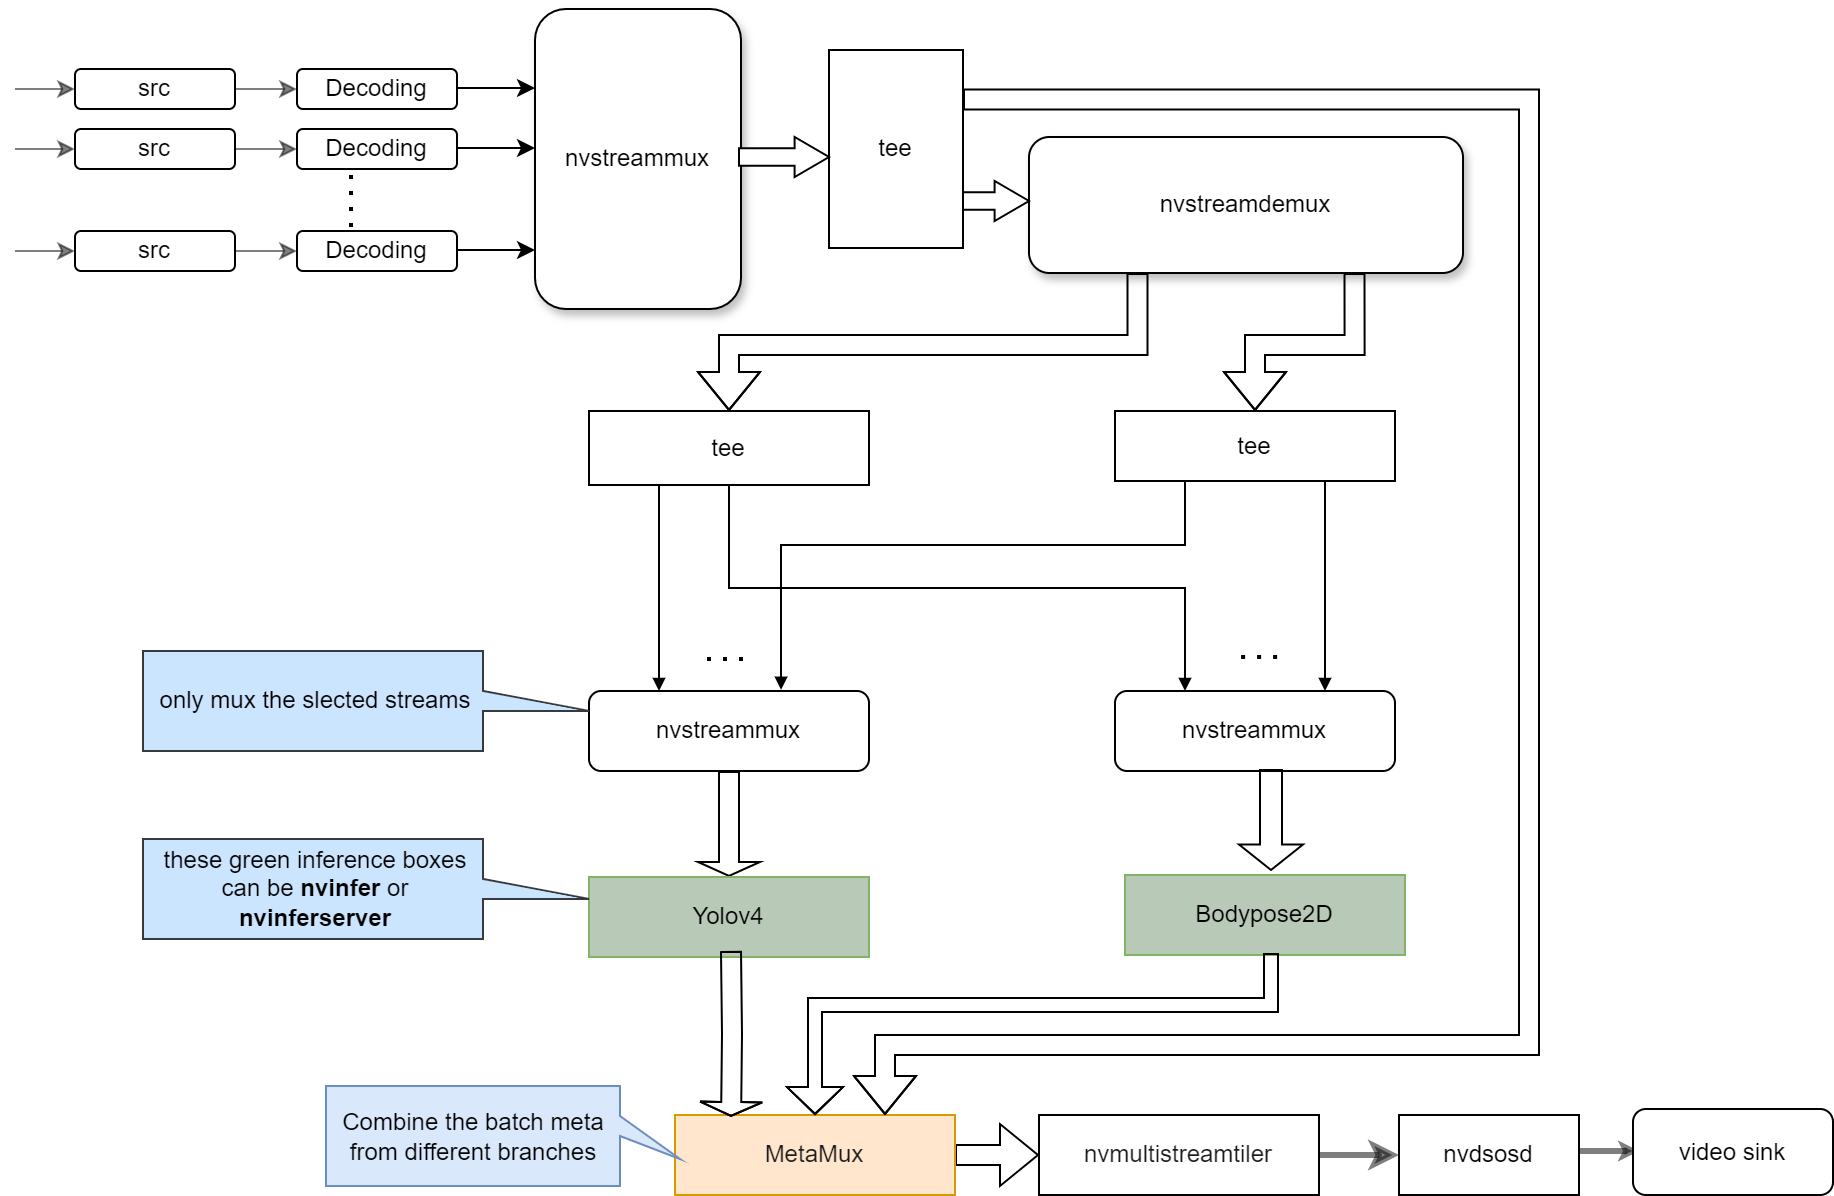 src
Decoding
src
Decoding
src
Decoding
nvstreammux
tee
nvstreamdemux
tee
tee
only mux the slected streams
nvstreammux
nvstreammux
these green inference boxes
can be nvinfer or
nvinferserver
Yolov4
Bodypose2D
Combine the batch meta
from different branches
MetaMux
nvmultistreamtiler
nvdsosd
video sink